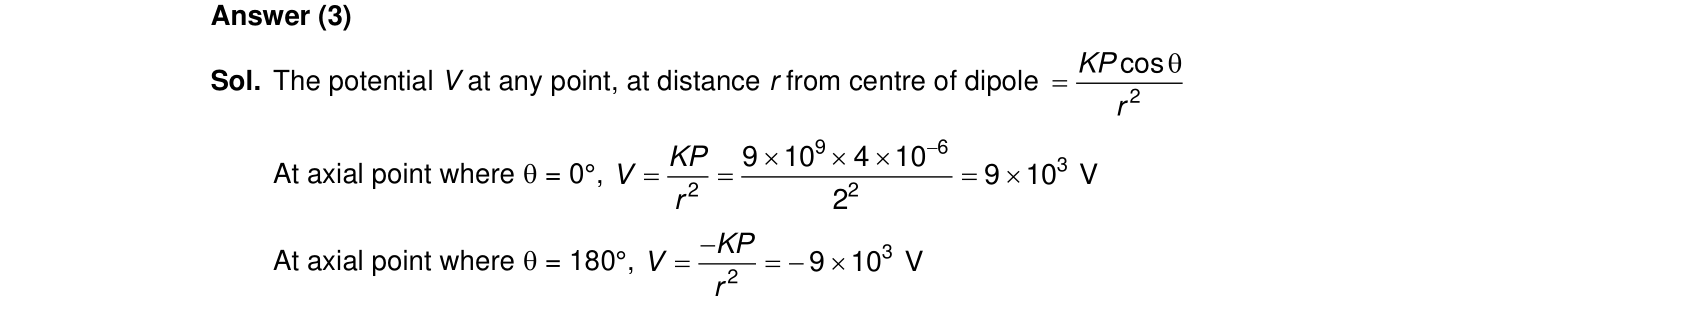 Answer (3)
Sol. The potential V at any point, at distance r from centre of dipole = KP cos θ / r²
At axial point where θ = 0°, V = KP / r² = 9 × 10⁹ × 4 × 10⁻⁶ / 2² = 9 × 10³ V
At axial point where θ = 180°, V = –KP / r² = – 9 × 10³ V